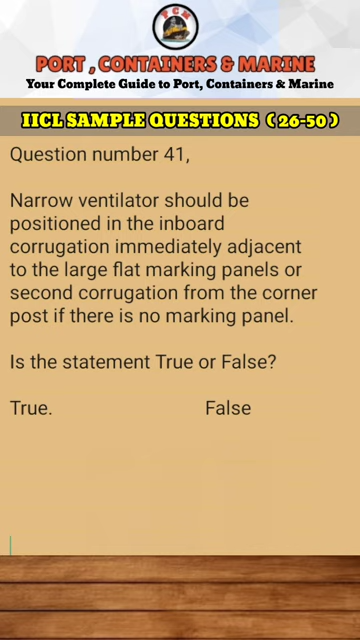 PCM
PORT , CONTAINERS & MARINE
Your Complete Guide to Port, Containers & Marine
IICL SAMPLE QUESTIONS ( 26-50 )
Question number 41,
Narrow ventilator should be
positioned in the inboard
corrugation immediately adjacent
to the large flat marking panels or
second corrugation from the corner
post if there is no marking panel.
Is the statement True or False?
True. False